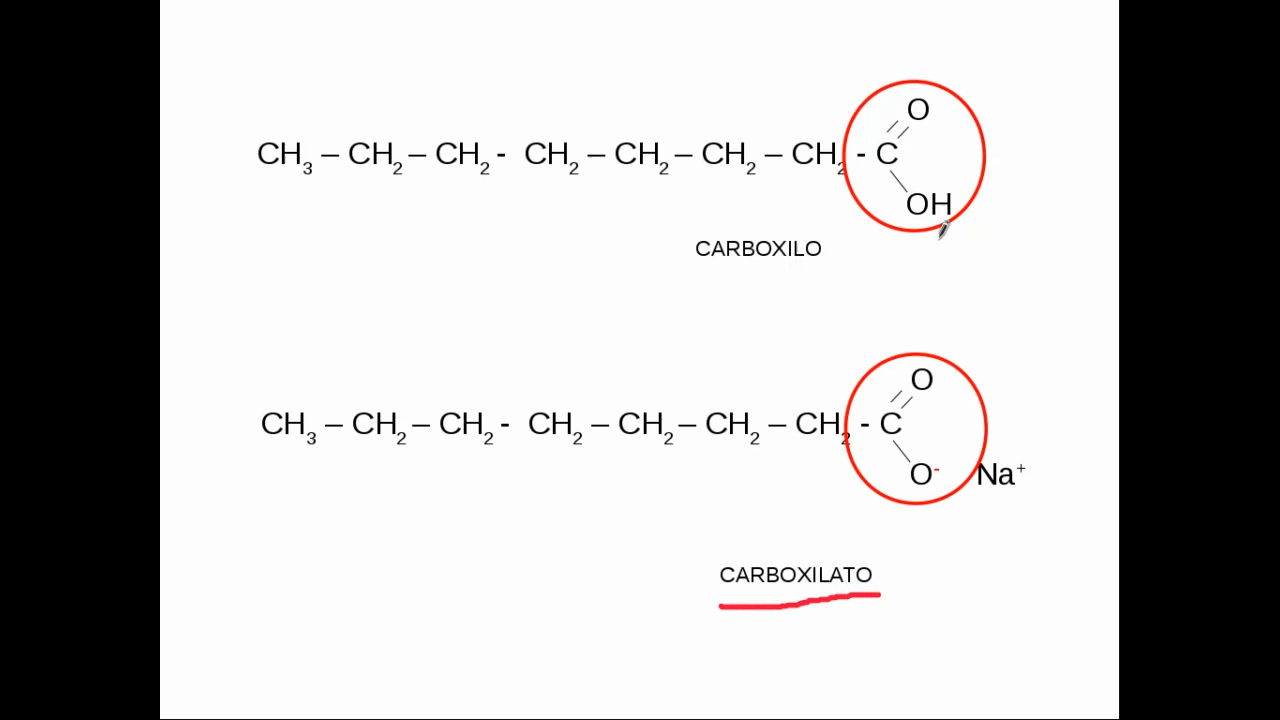 O
CH₃ – CH₂ – CH₂ - CH₂ – CH₂ – CH₂ – CH₂ - C
OH
CARBOXILO
O
CH₃ – CH₂ – CH₂ - CH₂ – CH₂ – CH₂ – CH₂ - C
O⁻ Na⁺
CARBOXILATO